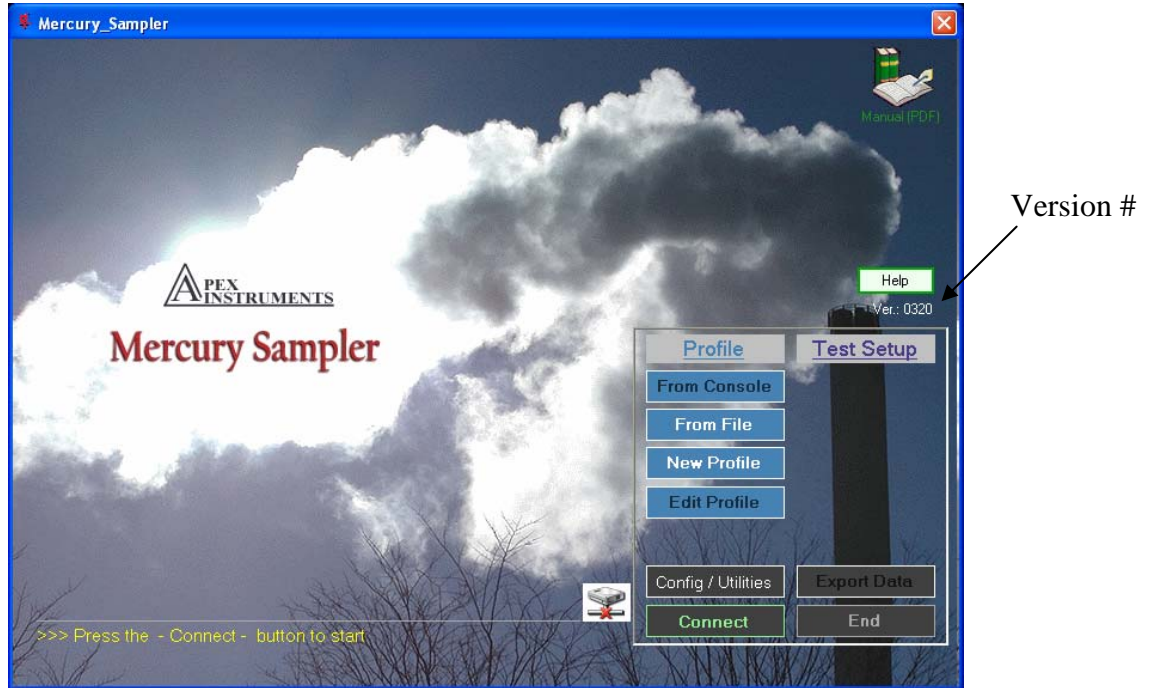 Mercury_Sampler
Manual (PDF)
Version #
APEX
INSTRUMENTS
Mercury Sampler
Help
Ver.: 0320
Profile Test Setup
From Console
From File
New Profile
Edit Profile
Config / Utilities Export Data
Connect End
>>> Press the - Connect - button to start